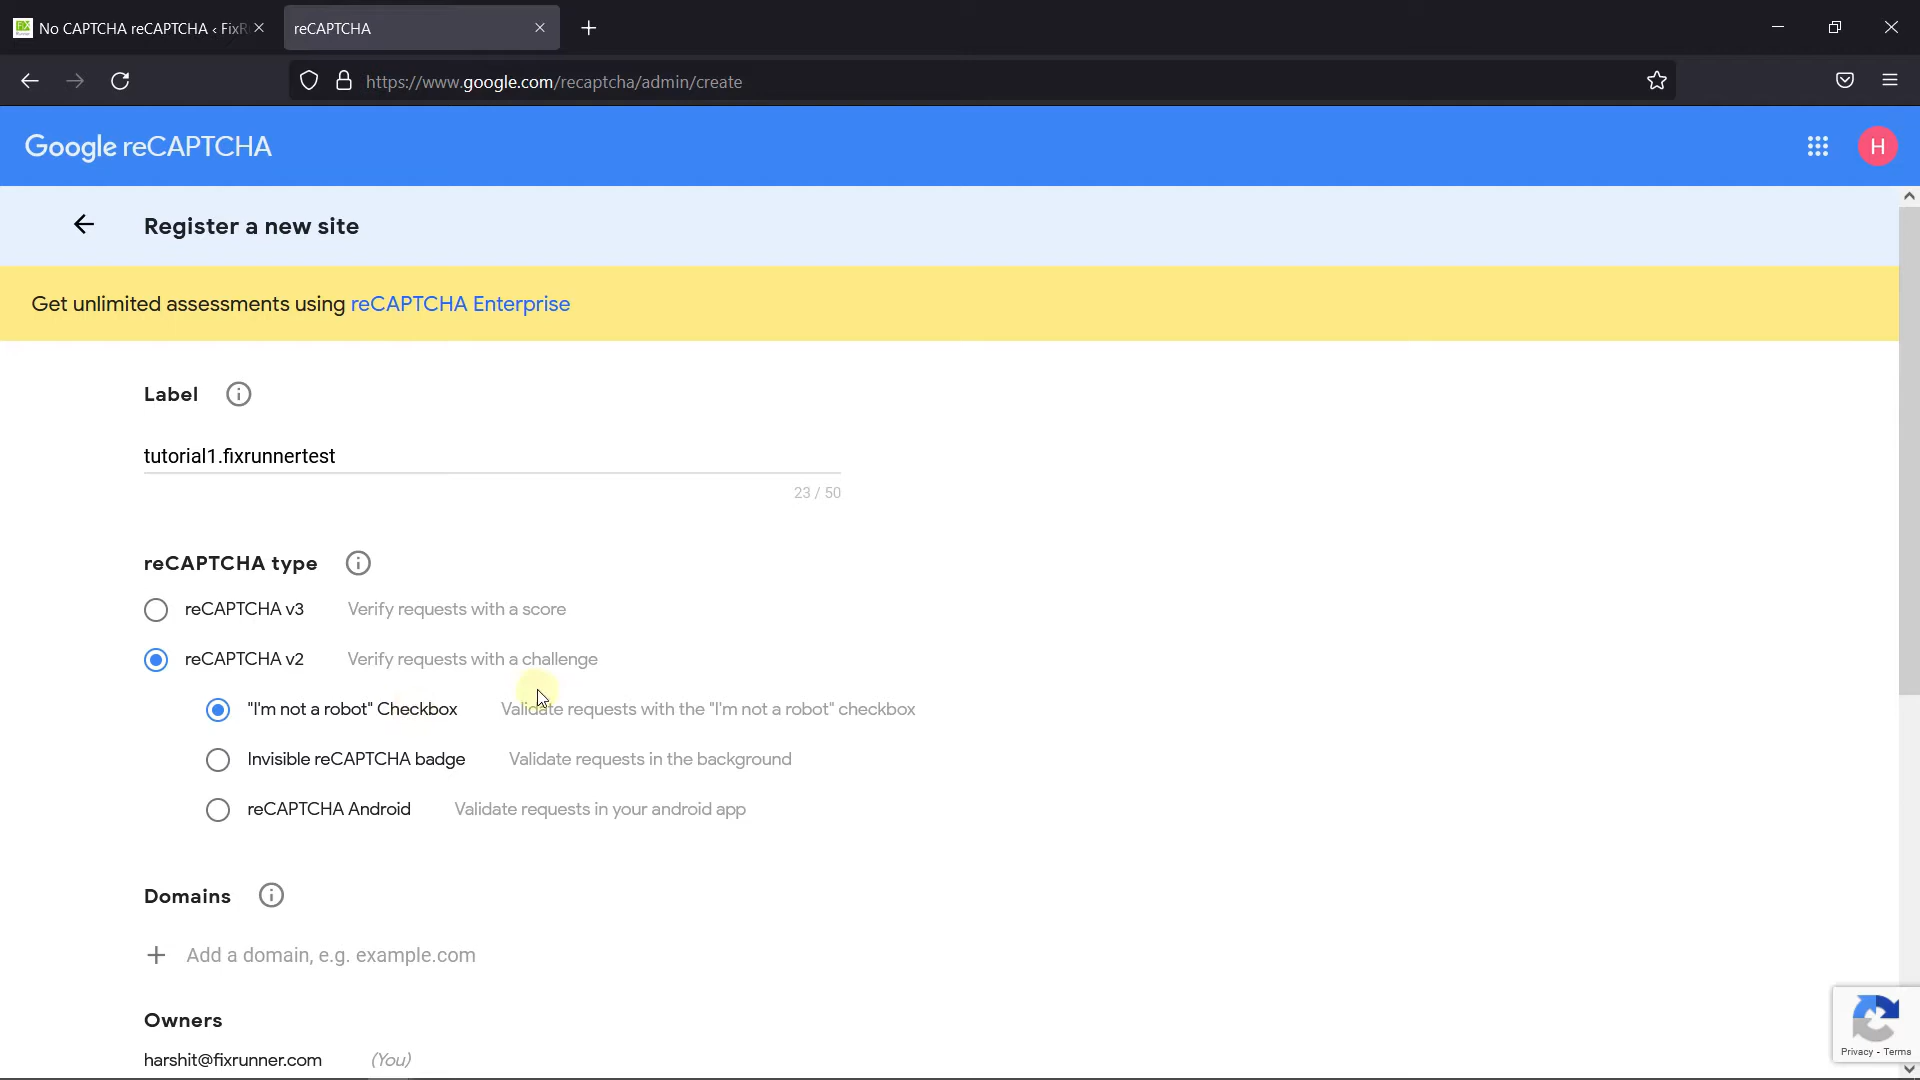 No CAPTCHA reCAPTCHA ‹ FixR
reCAPTCHA
https://www.google.com/recaptcha/admin/create
Google reCAPTCHA
H
Register a new site
Get unlimited assessments using reCAPTCHA Enterprise
Label
tutorial1.fixrunnertest
23 / 50
reCAPTCHA type
reCAPTCHA v3 Verify requests with a score
reCAPTCHA v2 Verify requests with a challenge
"I'm not a robot" Checkbox Validate requests with the "I'm not a robot" checkbox
Invisible reCAPTCHA badge Validate requests in the background
reCAPTCHA Android Validate requests in your android app
Domains
Add a domain, e.g. example.com
Owners
harshit@fixrunner.com (You)
Privacy - Terms